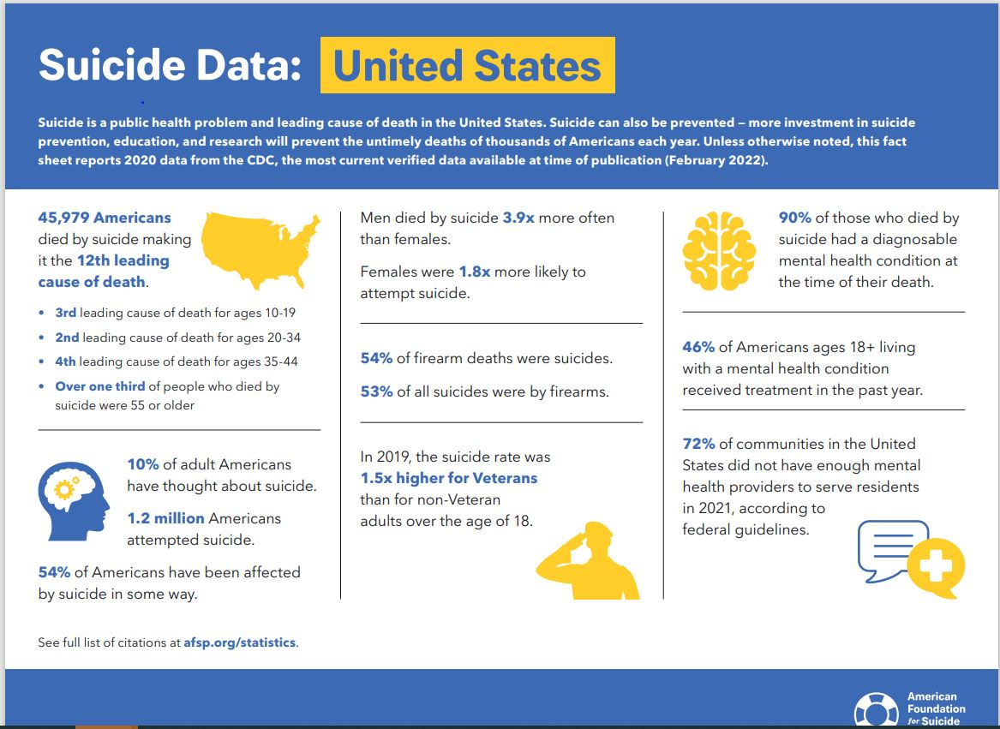 Suicide Data: United States
Suicide is a public health problem and leading cause of death in the United States. Suicide can also be prevented – more investment in suicide
prevention, education, and research will prevent the untimely deaths of thousands of Americans each year. Unless otherwise noted, this fact
sheet reports 2020 data from the CDC, the most current verified data available at time of publication (February 2022).
45,979 Americans
died by suicide making
it the 12th leading
cause of death.
• 3rd leading cause of death for ages 10-19
• 2nd leading cause of death for ages 20-34
• 4th leading cause of death for ages 35-44
• Over one third of people who died by
suicide were 55 or older
10% of adult Americans
have thought about suicide.
1.2 million Americans
attempted suicide.
54% of Americans have been affected
by suicide in some way.
See full list of citations at afsp.org/statistics.
Men died by suicide 3.9x more often
than females.
Females were 1.8x more likely to
attempt suicide.
54% of firearm deaths were suicides.
53% of all suicides were by firearms.
In 2019, the suicide rate was
1.5x higher for Veterans
than for non-Veteran
adults over the age of 18.
90% of those who died by
suicide had a diagnosable
mental health condition at
the time of their death.
46% of Americans ages 18+ living
with a mental health condition
received treatment in the past year.
72% of communities in the United
States did not have enough mental
health providers to serve residents
in 2021, according to
federal guidelines.
American
Foundation
for Suicide